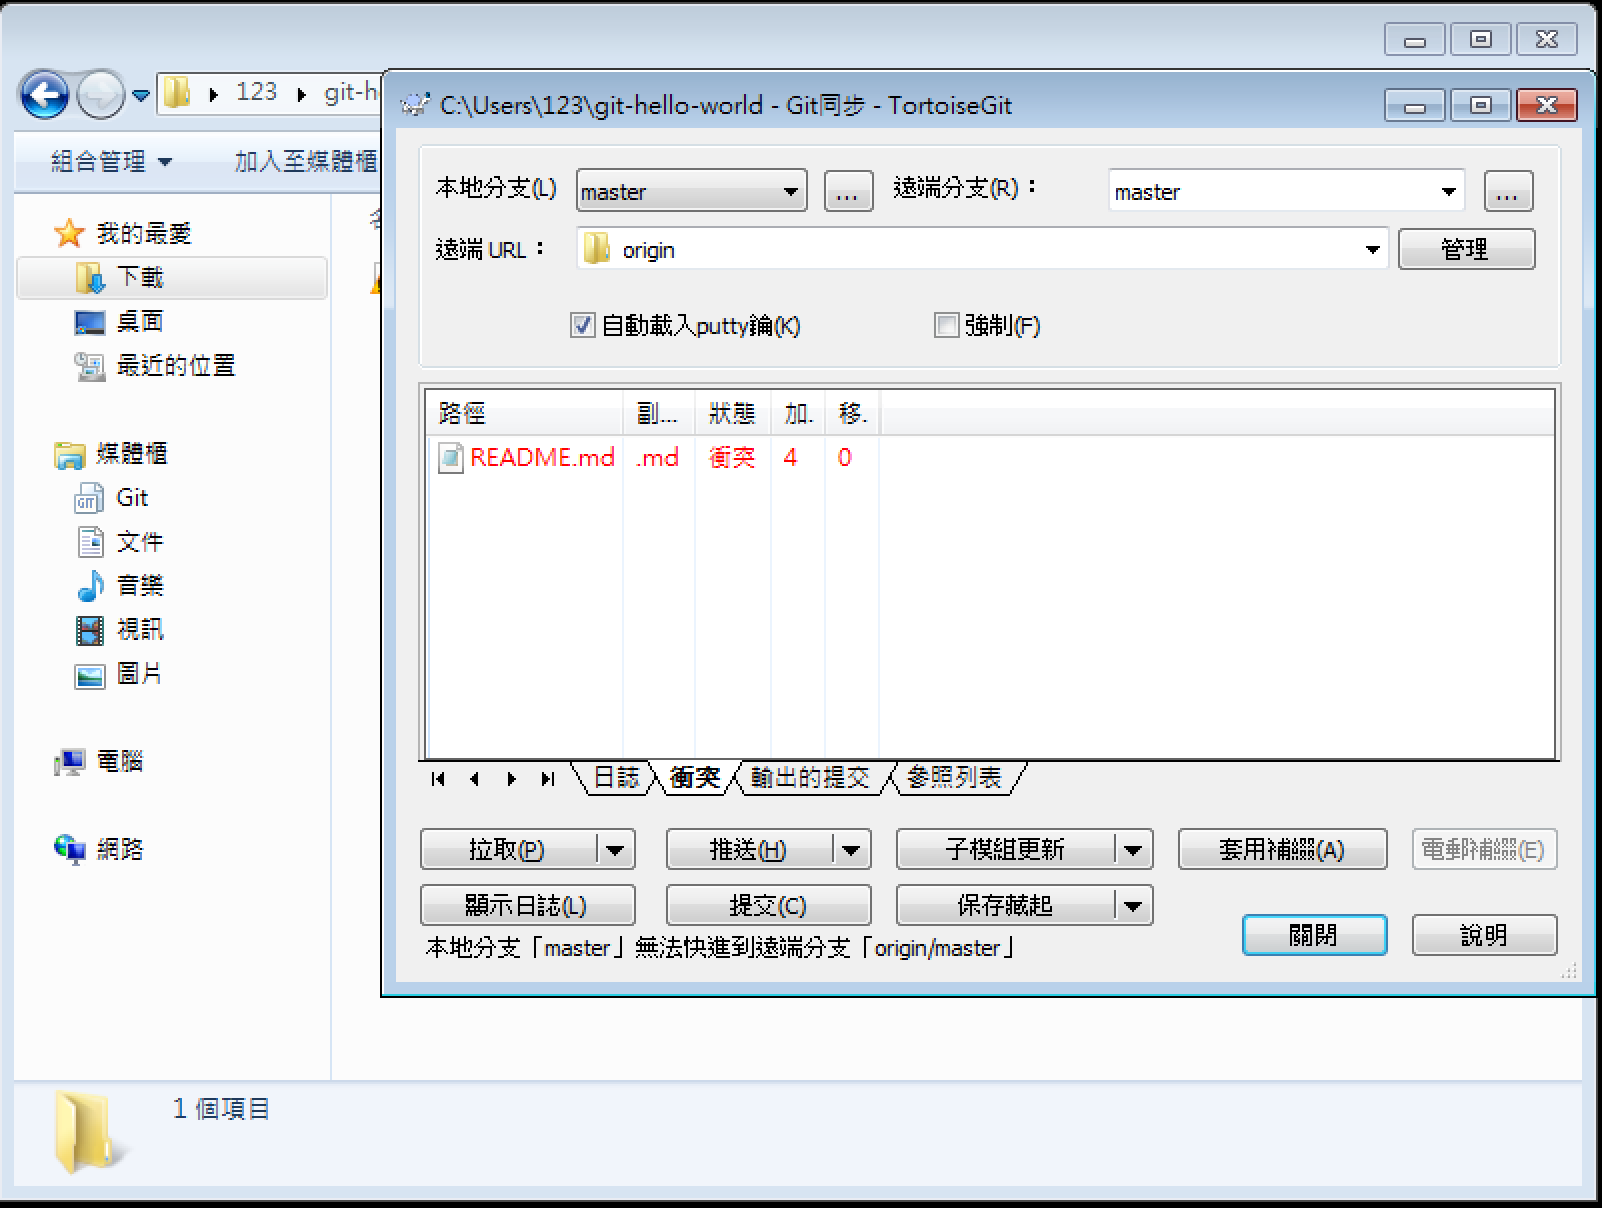 123
git-h
C:\Users\123\git-hello-world - Git同步 - TortoiseGit
組合管理
加入至媒體櫃
我的最愛
下載
桌面
最近的位置
媒體櫃
Git
文件
音樂
視訊
圖片
電腦
網路
本地分支(L)
master
...
遠端分支(R)：
master
...
遠端 URL：
origin
管理
自動載入putty鑰(K)
強制(F)
路徑
副...
狀態
加.
移.
README.md
.md
衝突
4
0
日誌
衝突
輸出的提交
參照列表
拉取(P)
推送(H)
子模組更新
套用補綴(A)
電郵補綴(E)
顯示日誌(L)
提交(C)
保存藏起
關閉
說明
本地分支「master」無法快進到遠端分支「origin/master」
1 個項目